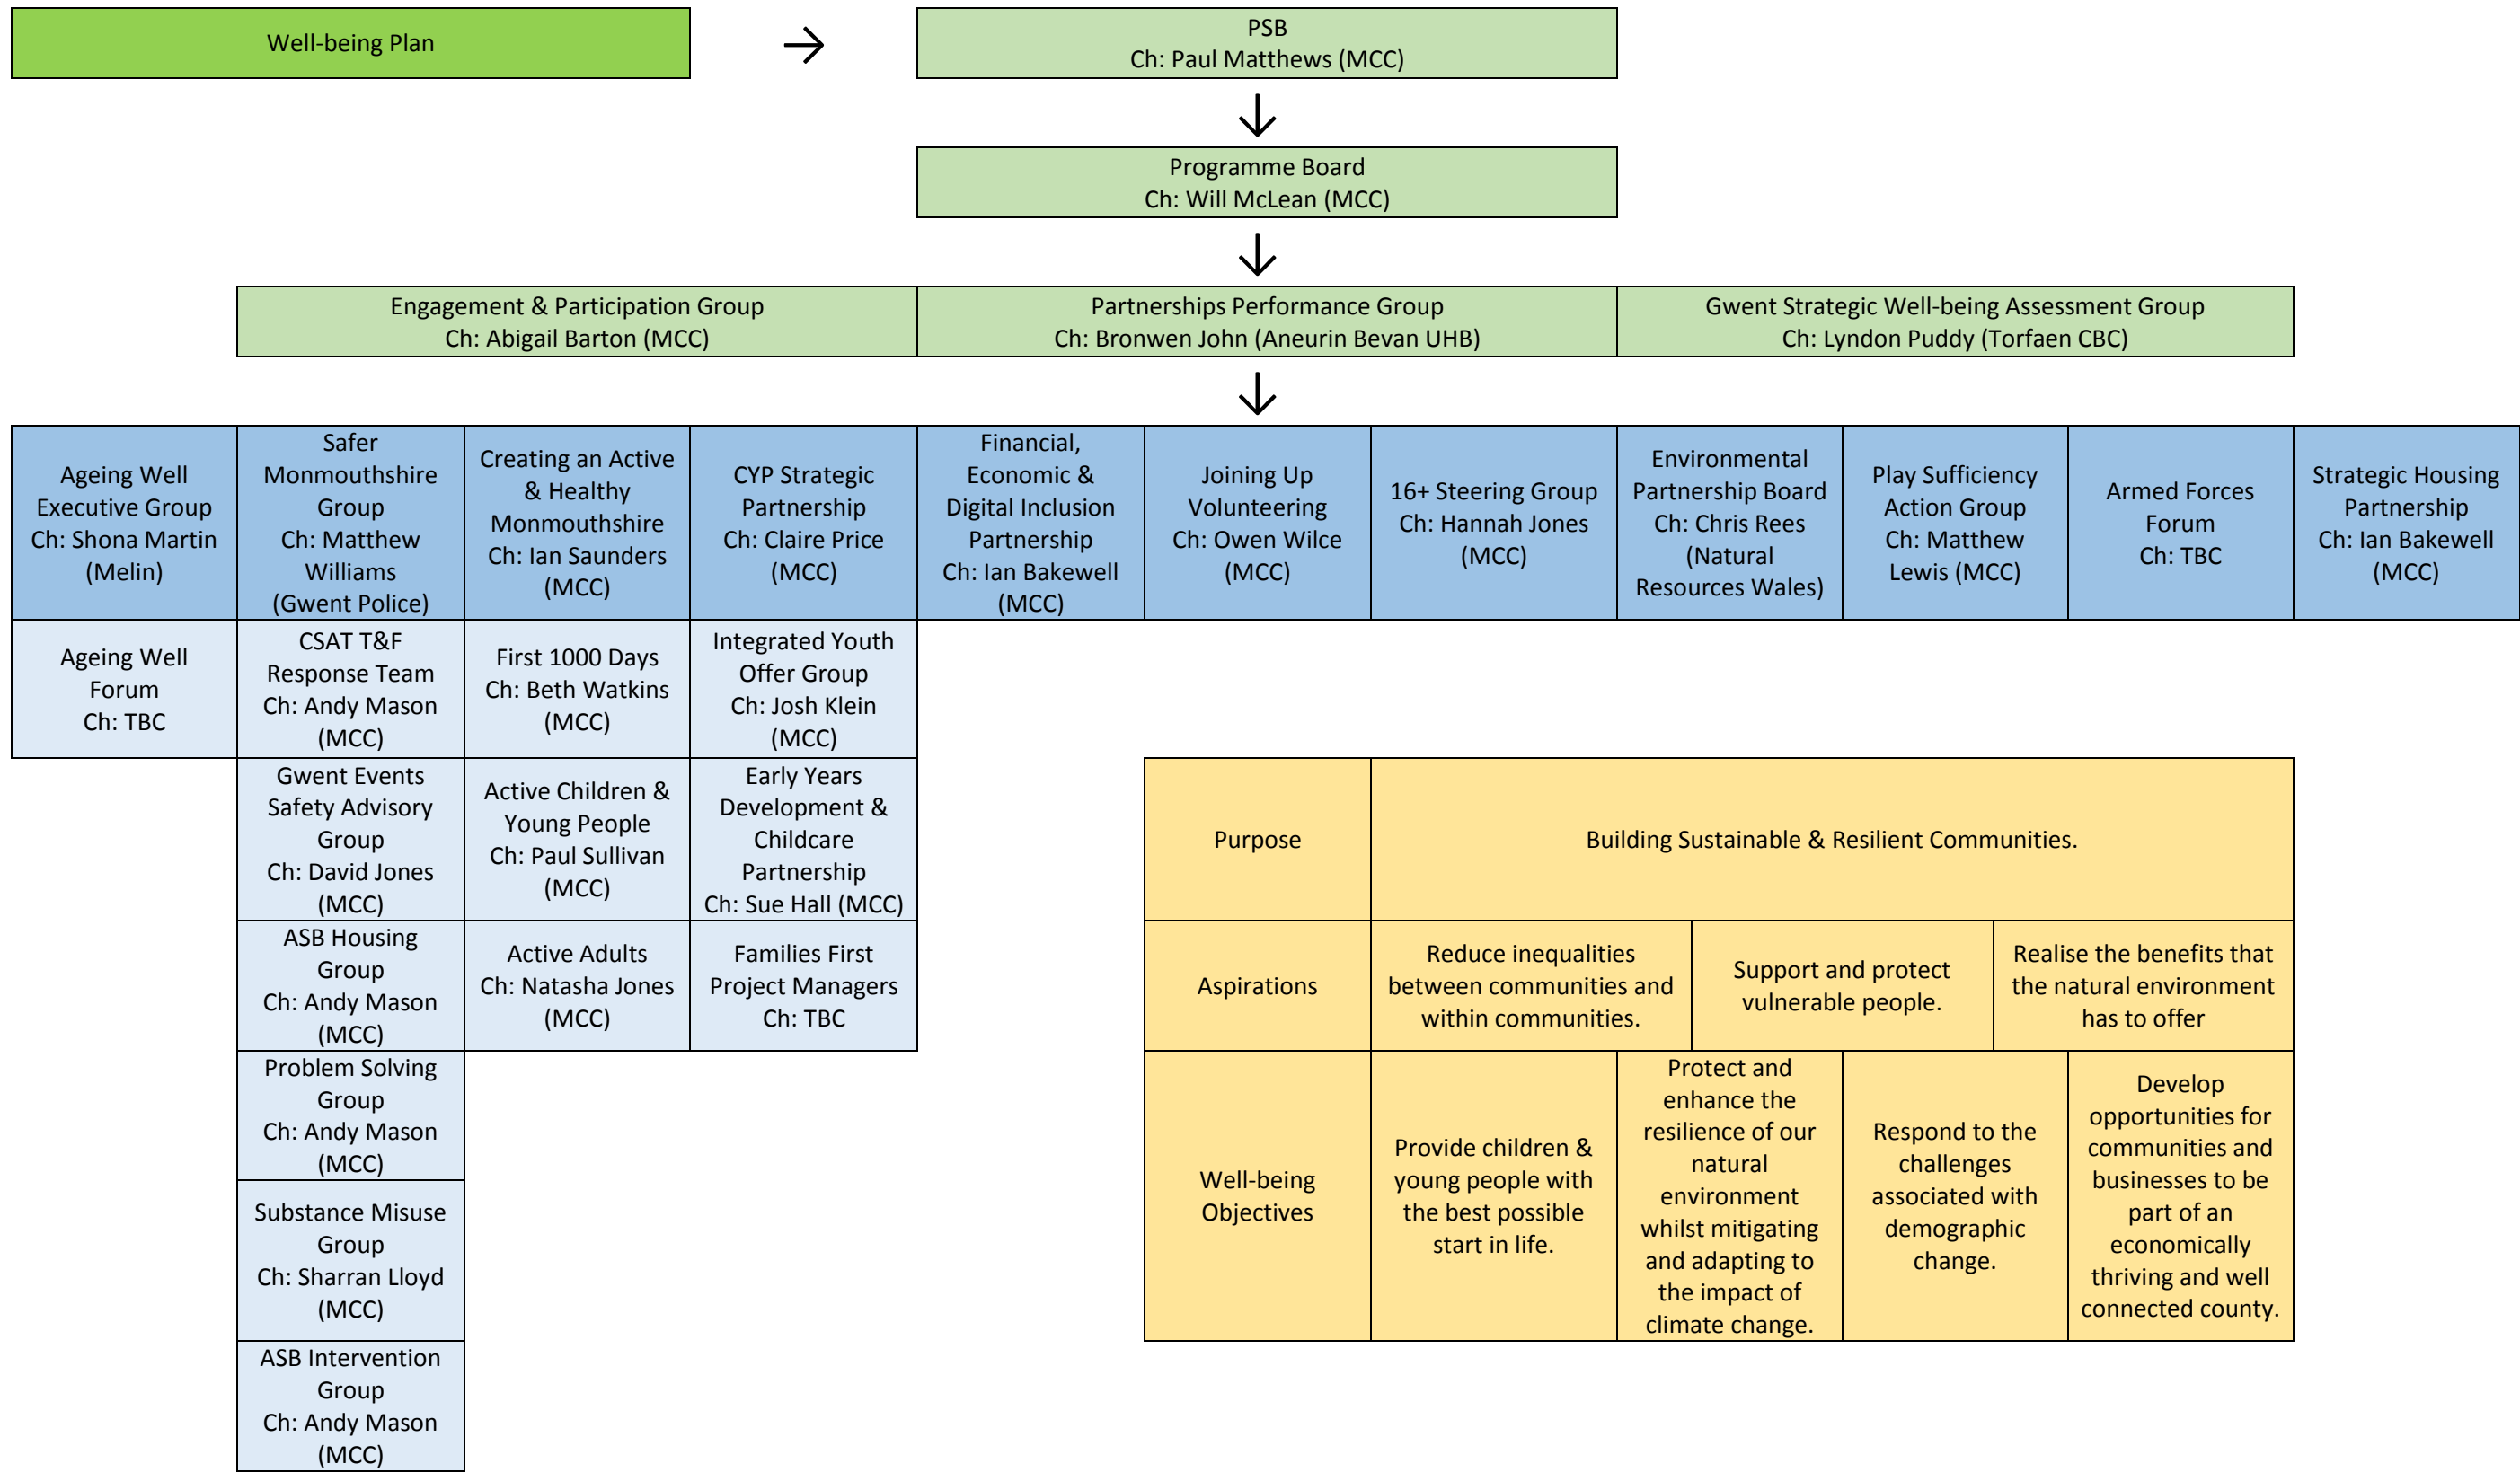 Well-being Plan
PSB
Ch: Paul Matthews (MCC)
Programme Board
Ch: Will McLean (MCC)
Engagement & Participation Group
Ch: Abigail Barton (MCC)
Partnerships Performance Group
Ch: Bronwen John (Aneurin Bevan UHB)
Gwent Strategic Well-being Assessment Group
Ch: Lyndon Puddy (Torfaen CBC)
Ageing Well
Executive Group
Ch: Shona Martin
(Melin)
Safer
Monmouthshire
Group
Ch: Matthew
Williams
(Gwent Police)
Creating an Active
& Healthy
Monmouthshire
Ch: Ian Saunders
(MCC)
CYP Strategic
Partnership
Ch: Claire Price
(MCC)
Financial,
Economic &
Digital Inclusion
Partnership
Ch: Ian Bakewell
(MCC)
Joining Up
Volunteering
Ch: Owen Wilce
(MCC)
16+ Steering Group
Ch: Hannah Jones
(MCC)
Environmental
Partnership Board
Ch: Chris Rees
(Natural
Resources Wales)
Play Sufficiency
Action Group
Ch: Matthew
Lewis (MCC)
Armed Forces
Forum
Ch: TBC
Strategic Housing
Partnership
Ch: Ian Bakewell
(MCC)
Ageing Well
Forum
Ch: TBC
CSAT T&F
Response Team
Ch: Andy Mason
(MCC)
First 1000 Days
Ch: Beth Watkins
(MCC)
Integrated Youth
Offer Group
Ch: Josh Klein
(MCC)
Gwent Events
Safety Advisory
Group
Ch: David Jones
(MCC)
Active Children &
Young People
Ch: Paul Sullivan
(MCC)
Early Years
Development &
Childcare
Partnership
Ch: Sue Hall (MCC)
ASB Housing
Group
Ch: Andy Mason
(MCC)
Active Adults
Ch: Natasha Jones
(MCC)
Families First
Project Managers
Ch: TBC
Problem Solving
Group
Ch: Andy Mason
(MCC)
Substance Misuse
Group
Ch: Sharran Lloyd
(MCC)
ASB Intervention
Group
Ch: Andy Mason
(MCC)
Purpose
Building Sustainable & Resilient Communities.
Aspirations
Reduce inequalities
between communities and
within communities.
Support and protect
vulnerable people.
Realise the benefits that
the natural environment
has to offer
Well-being
Objectives
Provide children &
young people with
the best possible
start in life.
Protect and
enhance the
resilience of our
natural
environment
whilst mitigating
and adapting to
the impact of
climate change.
Respond to the
challenges
associated with
demographic
change.
Develop
opportunities for
communities and
businesses to be
part of an
economically
thriving and well
connected county.